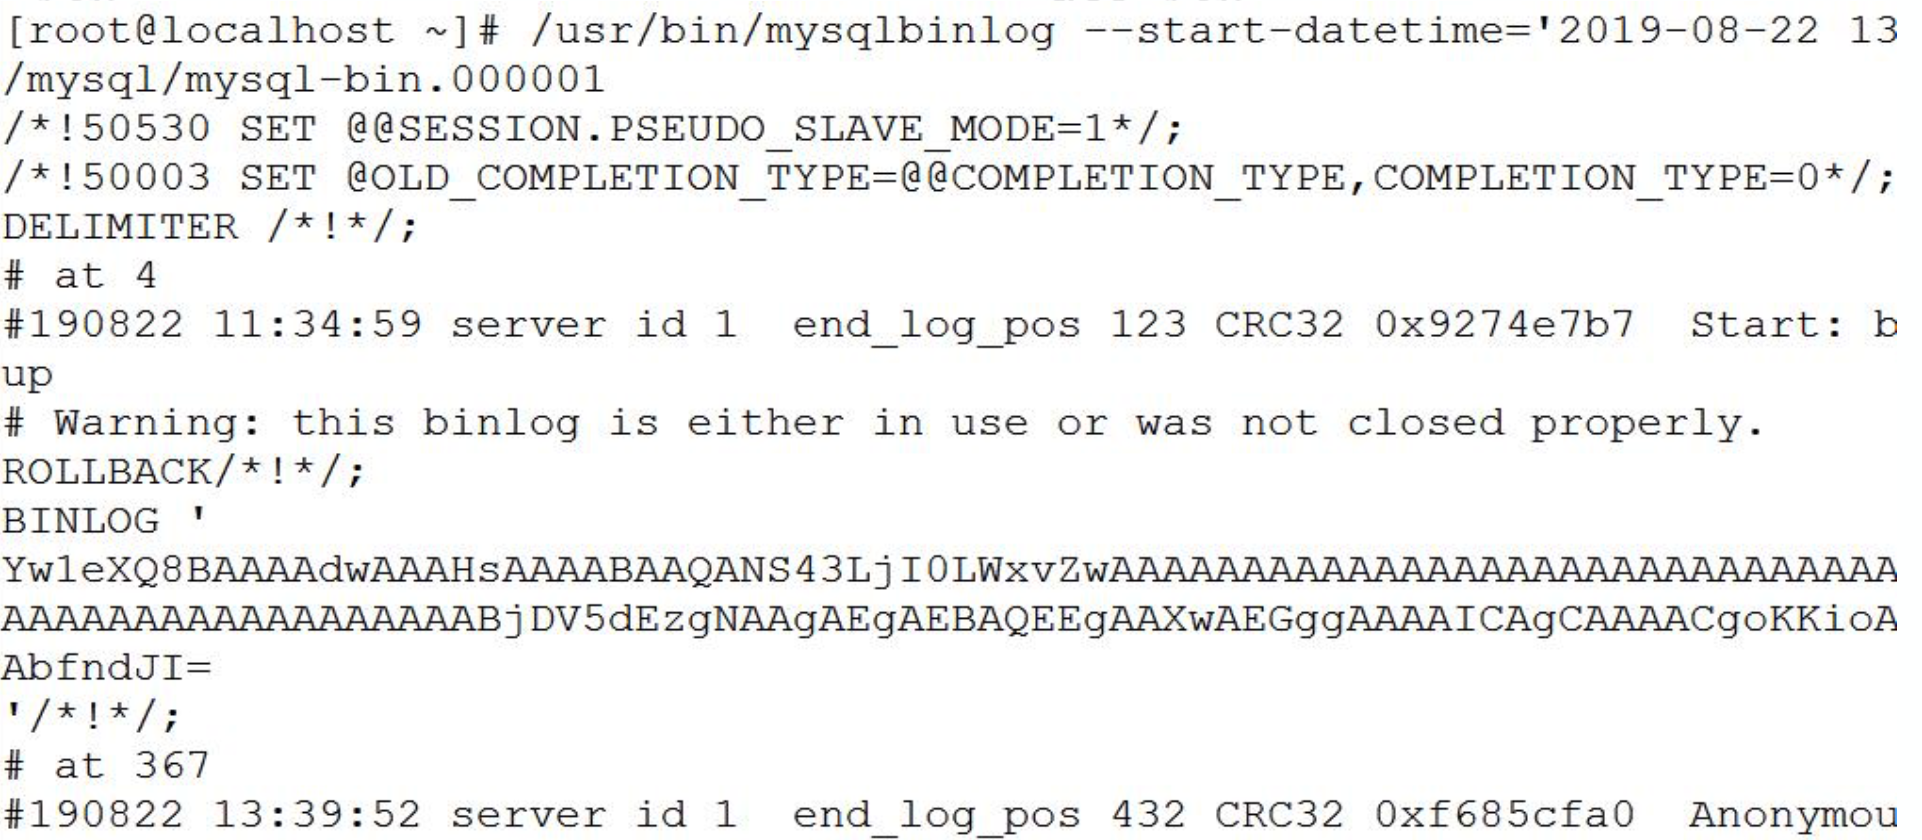 [root@localhost ~]# /usr/bin/mysqlbinlog --start-datetime='2019-08-22 13
/mysql/mysql-bin.000001
/*!50530 SET @@SESSION.PSEUDO_SLAVE_MODE=1*/;
/*!50003 SET @OLD_COMPLETION_TYPE=@@COMPLETION_TYPE,COMPLETION_TYPE=0*/;
DELIMITER /*!*/;
# at 4
#190822 11:34:59 server id 1  end_log_pos 123 CRC32 0x9274e7b7  Start: b
up
# Warning: this binlog is either in use or was not closed properly.
ROLLBACK/*!*/;
BINLOG '
Yw1eXQ8BAAAAdwAAAHsAAAABAAQANS43LjI0LWxvZwAAAAAAAAAAAAAAAAAAAAAAAAAAAAAA
AAAAAAAAAAAAAAAAAABjDV5dEzgNAAgAEgAEBAQEEgAAXwAEGggAAAAICAgCAAAACgoKKioA
AbfndJI=
'/*!*/;
# at 367
#190822 13:39:52 server id 1  end_log_pos 432 CRC32 0xf685cfa0  Anonymou